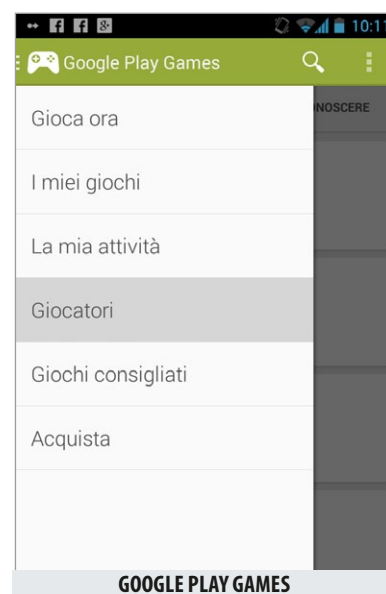 10:11
Google Play Games
NOSCERE
Gioca ora
I miei giochi
La mia attività
Giocatori
Giochi consigliati
Acquista
GOOGLE PLAY GAMES